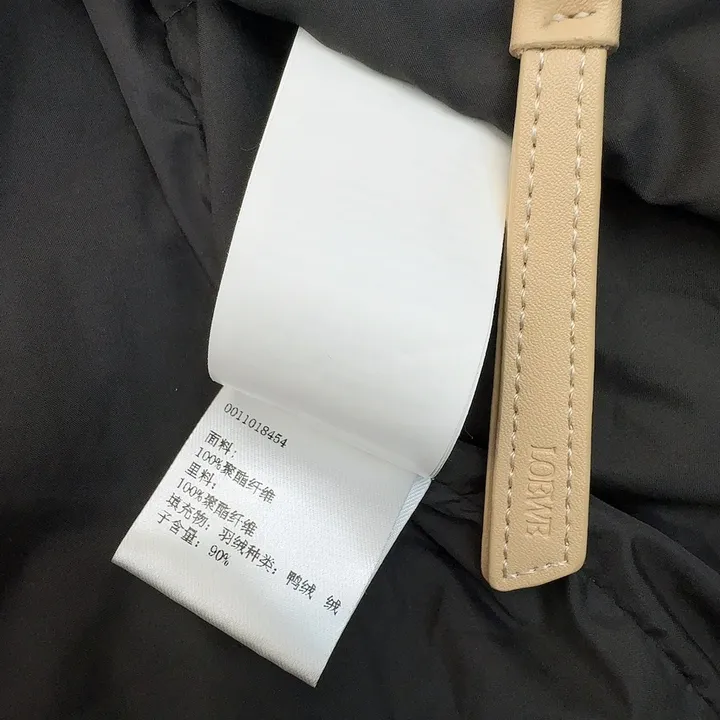 0011018454
面料:
100%聚酯纤维
里料:
100%聚酯纤维
填充物: 羽绒种类: 鸭绒 绒
子含量: 90%
LOEWE